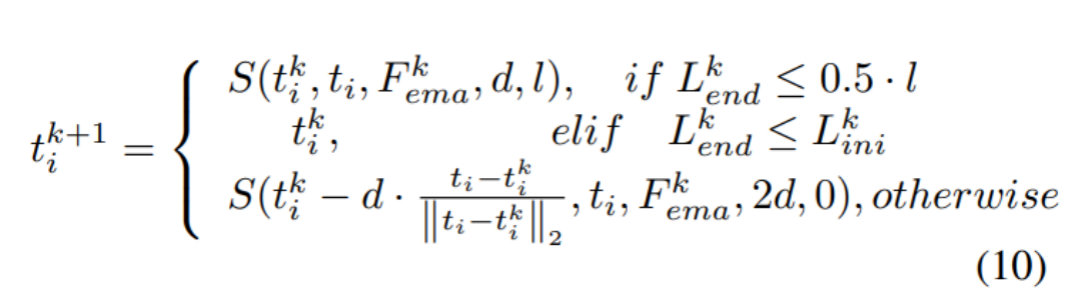 S(t_i^k, t_i, F_{ema}^k, d, l), if L_{end}^k ≤ 0.5 · l
t_i^{k+1} = { t_i^k, elif L_{end}^k ≤ L_{ini}^k
S(t_i^k − d · \frac{t_i − t_i^k}{‖t_i − t_i^k‖_2}, t_i, F_{ema}^k, 2d, 0), otherwise
(10)